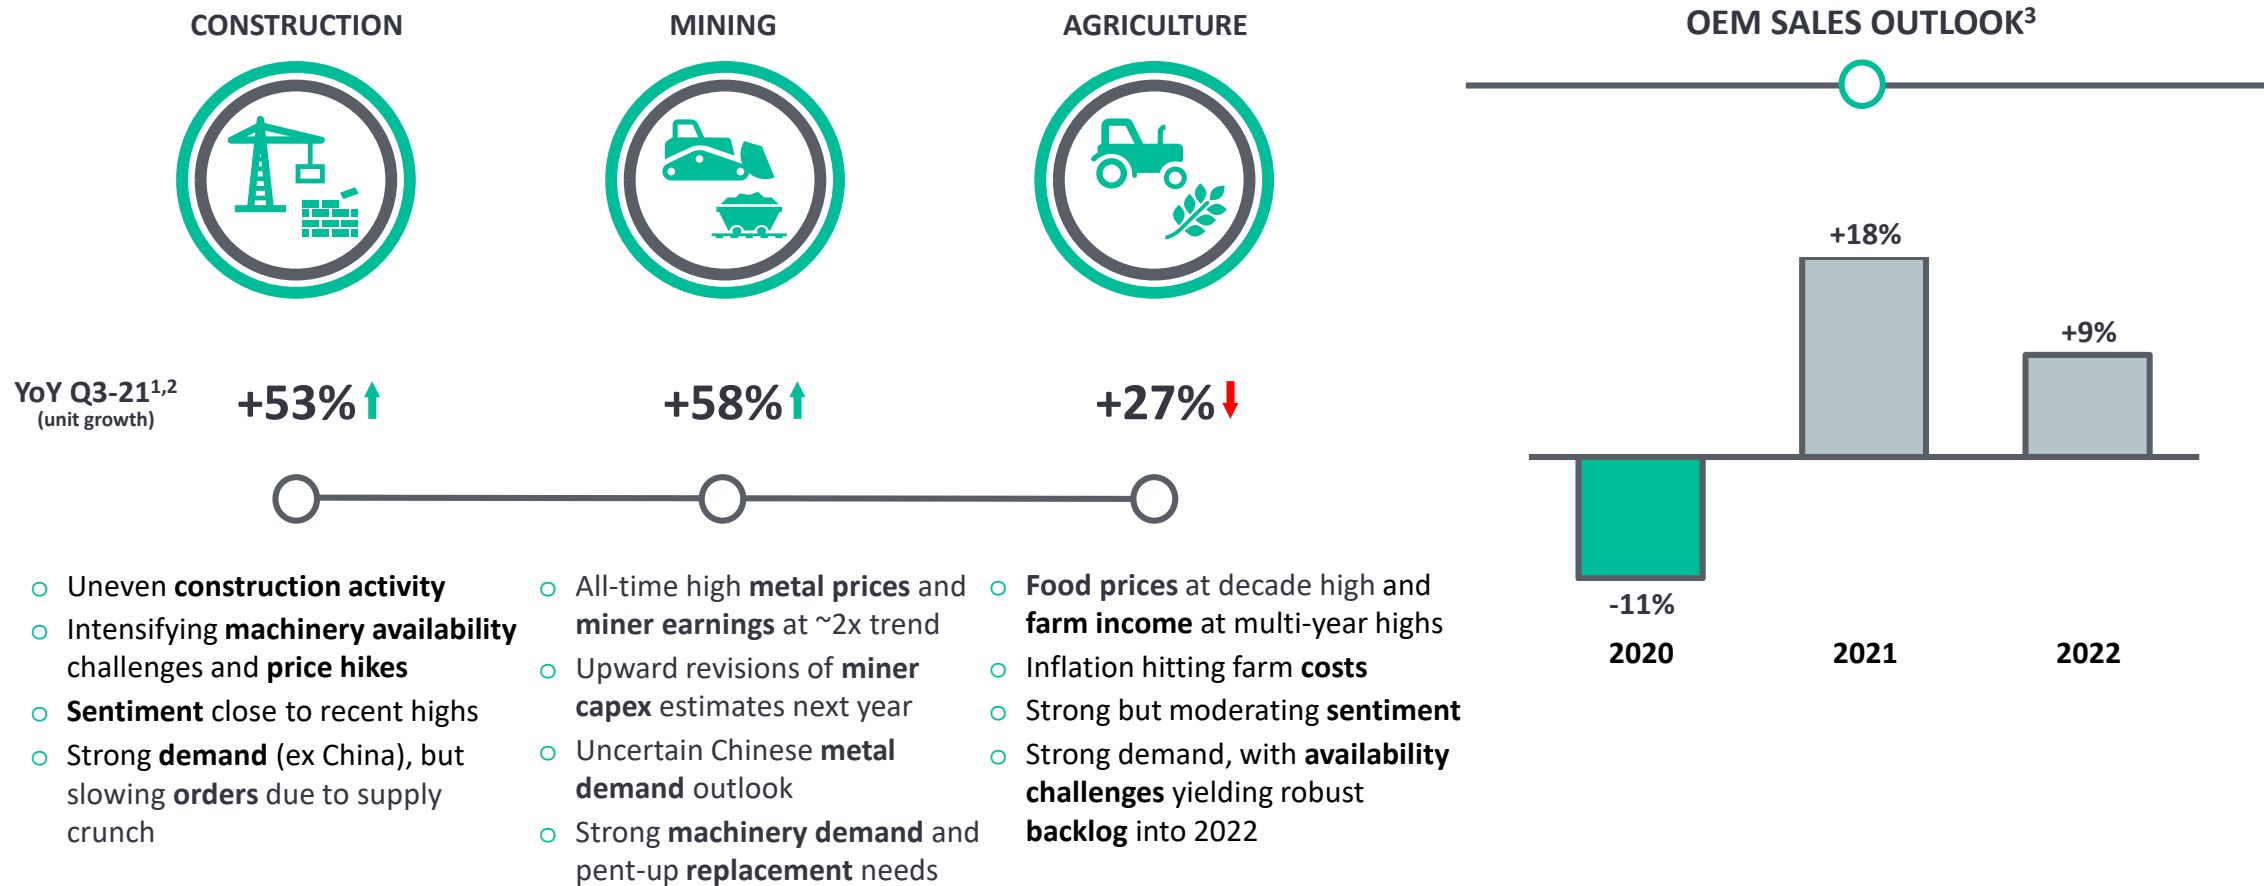 CONSTRUCTION
MINING
AGRICULTURE
OEM SALES OUTLOOK³
YoY Q3-21¹,²
(unit growth)
+53%
+58%
+27%
○ Uneven construction activity
○ Intensifying machinery availability
challenges and price hikes
○ Sentiment close to recent highs
○ Strong demand (ex China), but
slowing orders due to supply
crunch
○ All-time high metal prices and
miner earnings at ~2x trend
○ Upward revisions of miner
capex estimates next year
○ Uncertain Chinese metal
demand outlook
○ Strong machinery demand and
pent-up replacement needs
○ Food prices at decade high and
farm income at multi-year highs
○ Inflation hitting farm costs
○ Strong but moderating sentiment
○ Strong demand, with availability
challenges yielding robust
backlog into 2022
+18%
+9%
-11%
2020
2021
2022